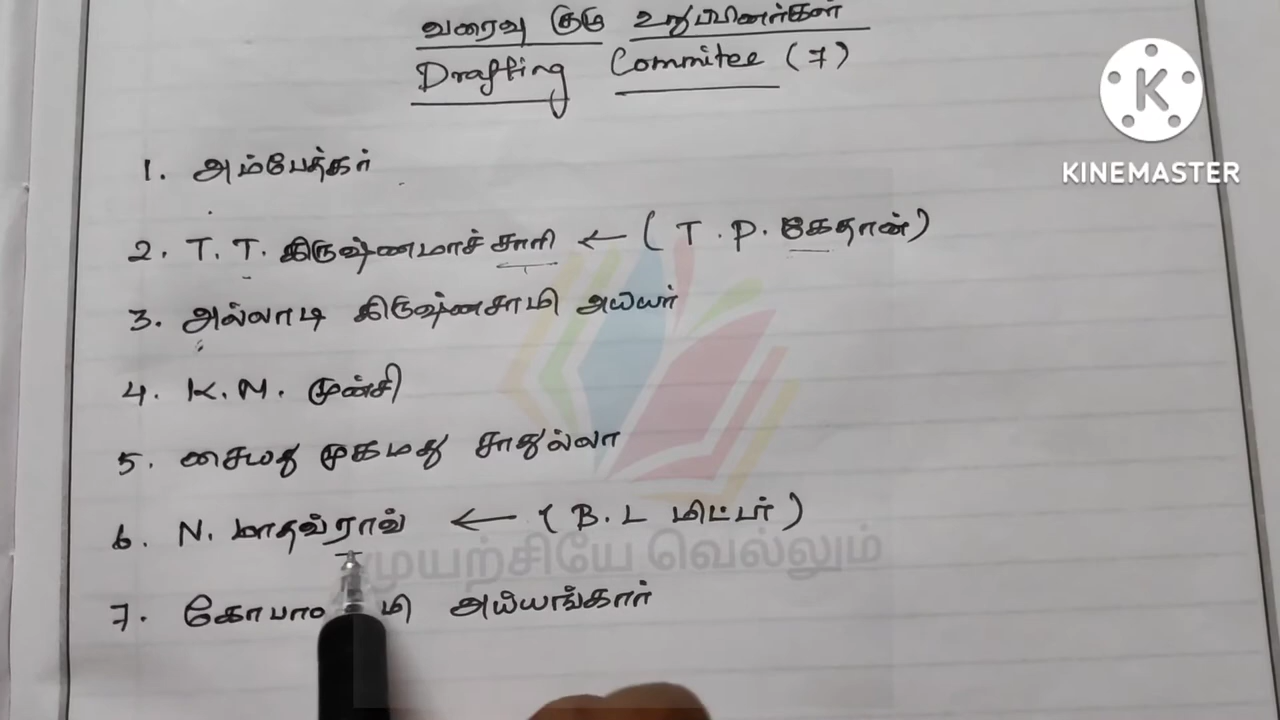 வரைவு குழு உறுப்பினர்கள்
Drafting Commitee (7)
K
KINEMASTER
1. அம்பேத்கர்
2. T. T. கிருஷ்ணமாச்சாரி ← ( T. P. கேதான் )
3. அல்லாடி கிருஷ்ணசாமி அய்யர்
4. K. M. முன்சி
5. சையது முகமது சாதுல்லா
6. N. மாதவ்ராவ் ← ( B. L மிட்டர் )
முயற்சியே வெல்லும்
7. அய்யங்கார்